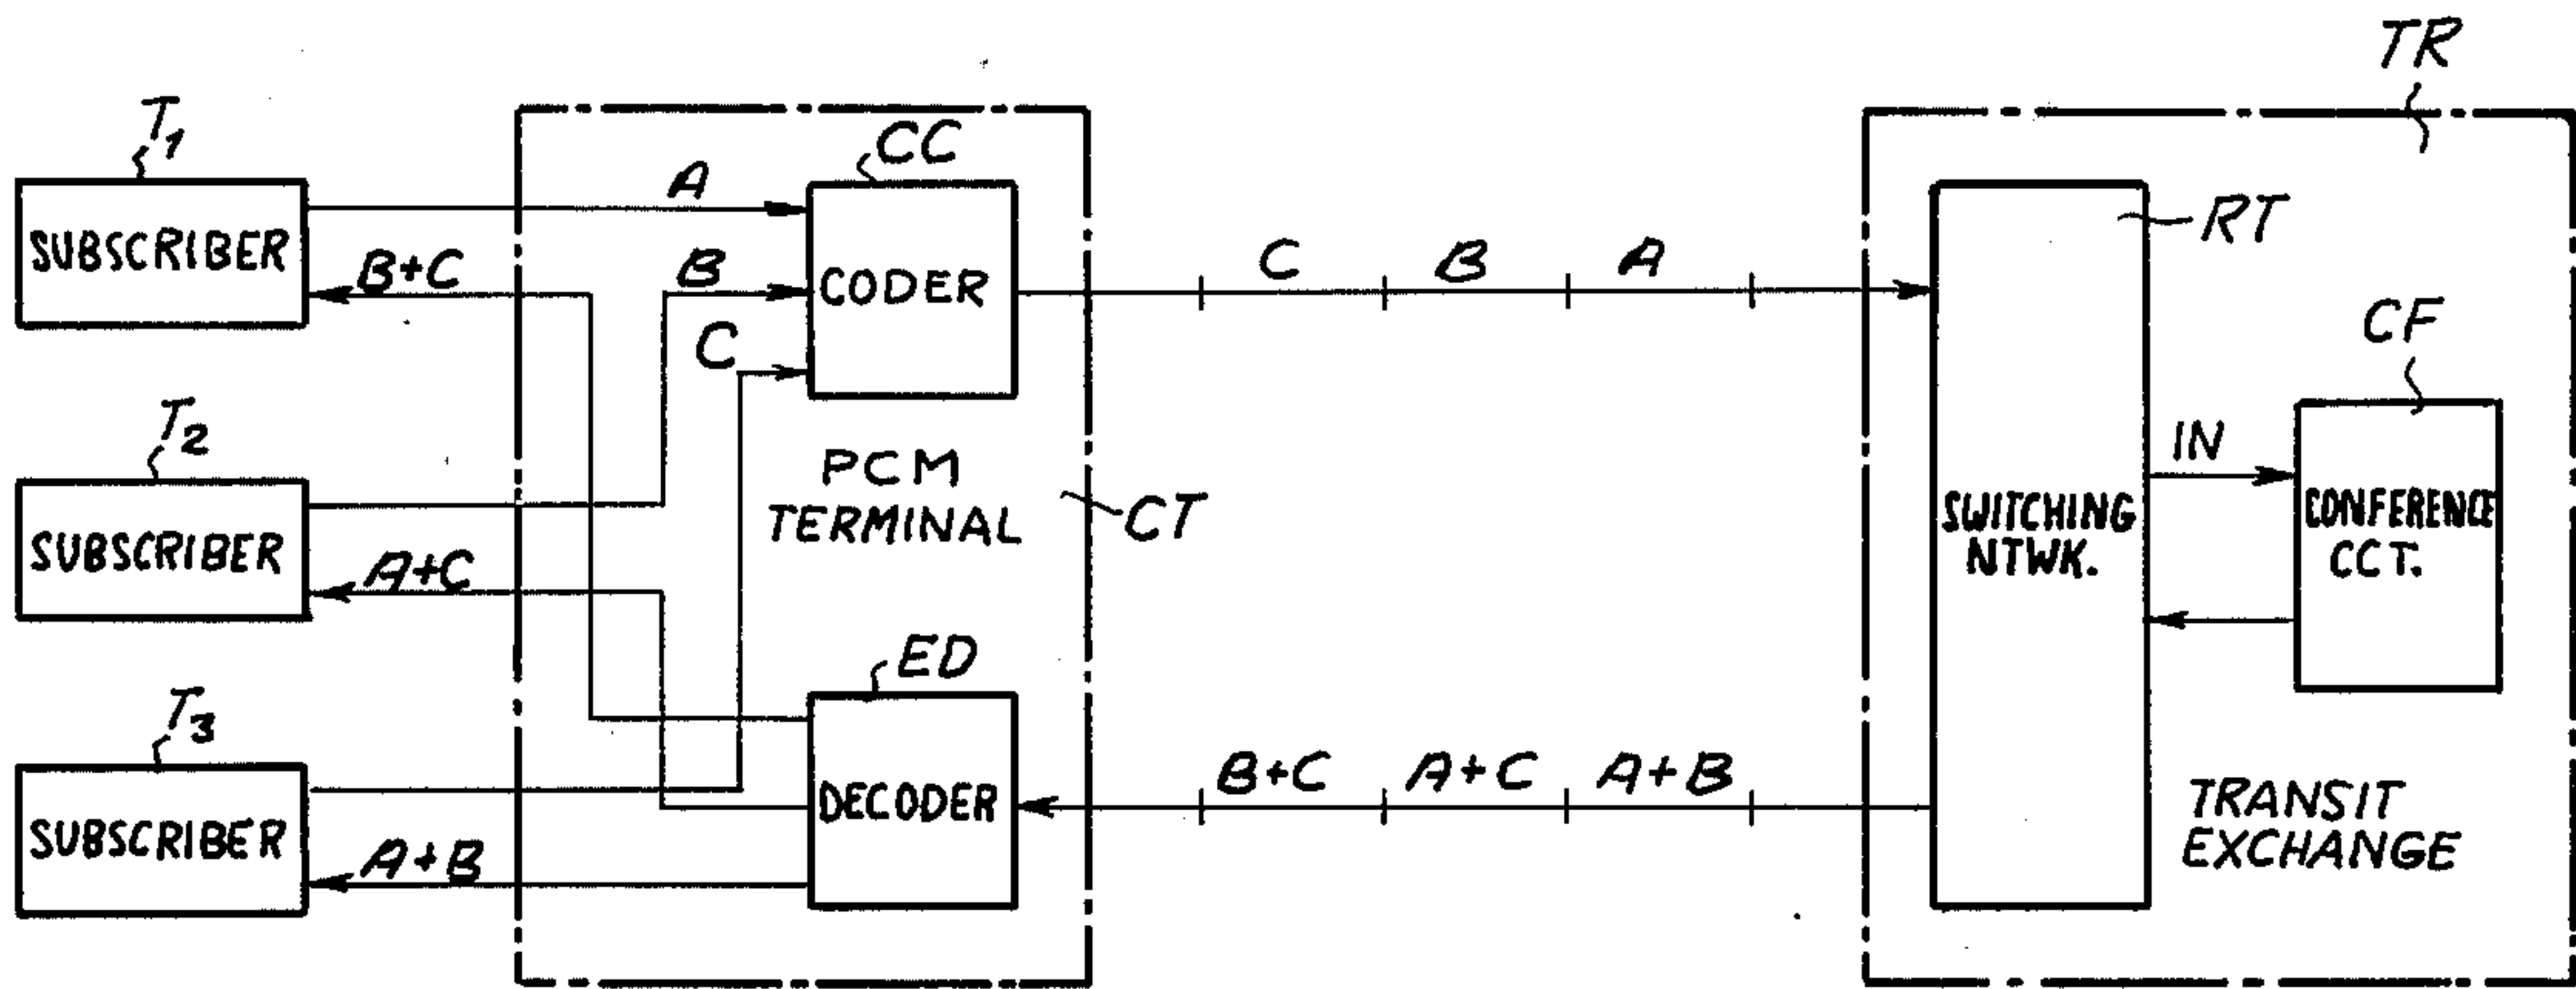 TR
T1
CC
A
SUBSCRIBER
B+C
B
CODER
C
C B A
RT
CF
T2
PCM
TERMINAL
CT
IN
SUBSCRIBER
A+C
SWITCHING
NTWK.
CONFERENCE
CCT.
ED
T3
SUBSCRIBER
A+B
DECODER
B+C A+C A+B
TRANSIT
EXCHANGE